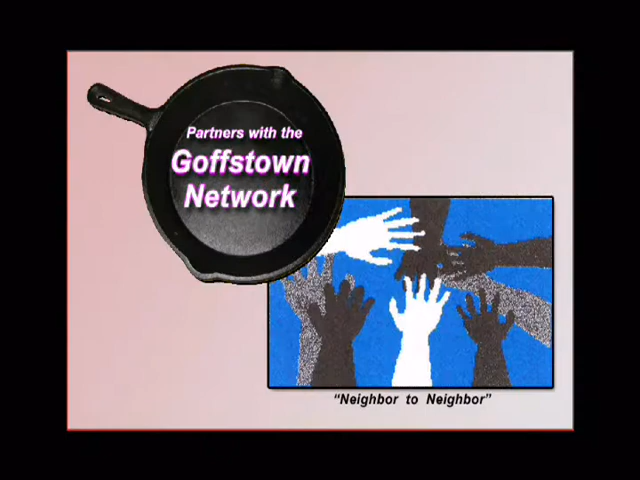 Partners with the
Goffstown
Network
“Neighbor to Neighbor”